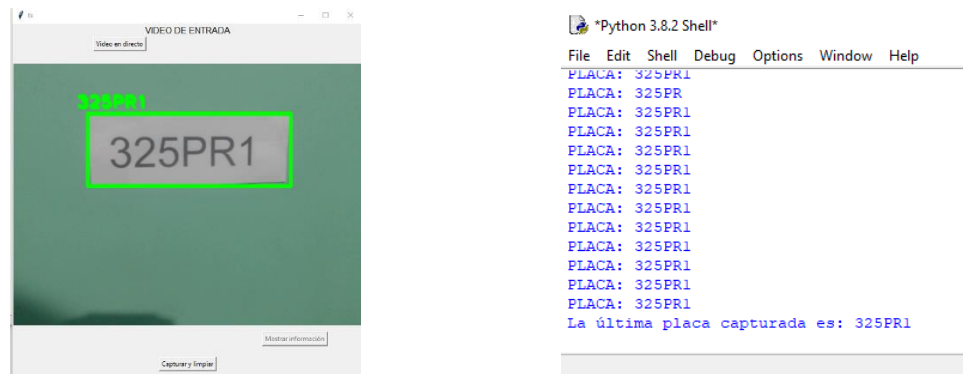 tk
VIDEO DE ENTRADA
Video en directo
325PR1
325PR1
Mostrar información
Capturar y limpiar
*Python 3.8.2 Shell*
File Edit Shell Debug Options Window Help
PLACA: 325PR1
PLACA: 325PR
PLACA: 325PR1
PLACA: 325PR1
PLACA: 325PR1
PLACA: 325PR1
PLACA: 325PR1
PLACA: 325PR1
PLACA: 325PR1
PLACA: 325PR1
PLACA: 325PR1
PLACA: 325PR1
PLACA: 325PR1
La última placa capturada es: 325PR1